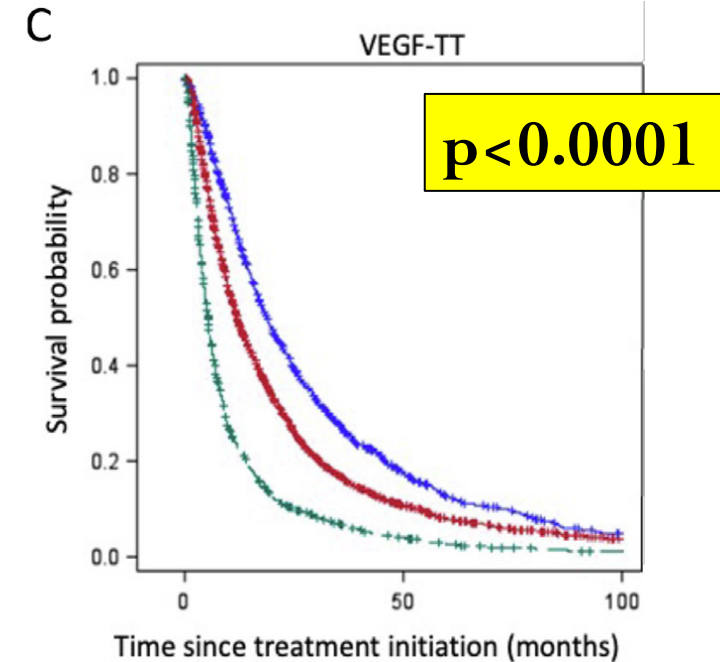 C
VEGF-TT
p<0.0001
1.0
0.8
0.6
0.4
0.2
0.0
Survival probability
0 50 100
Time since treatment initiation (months)